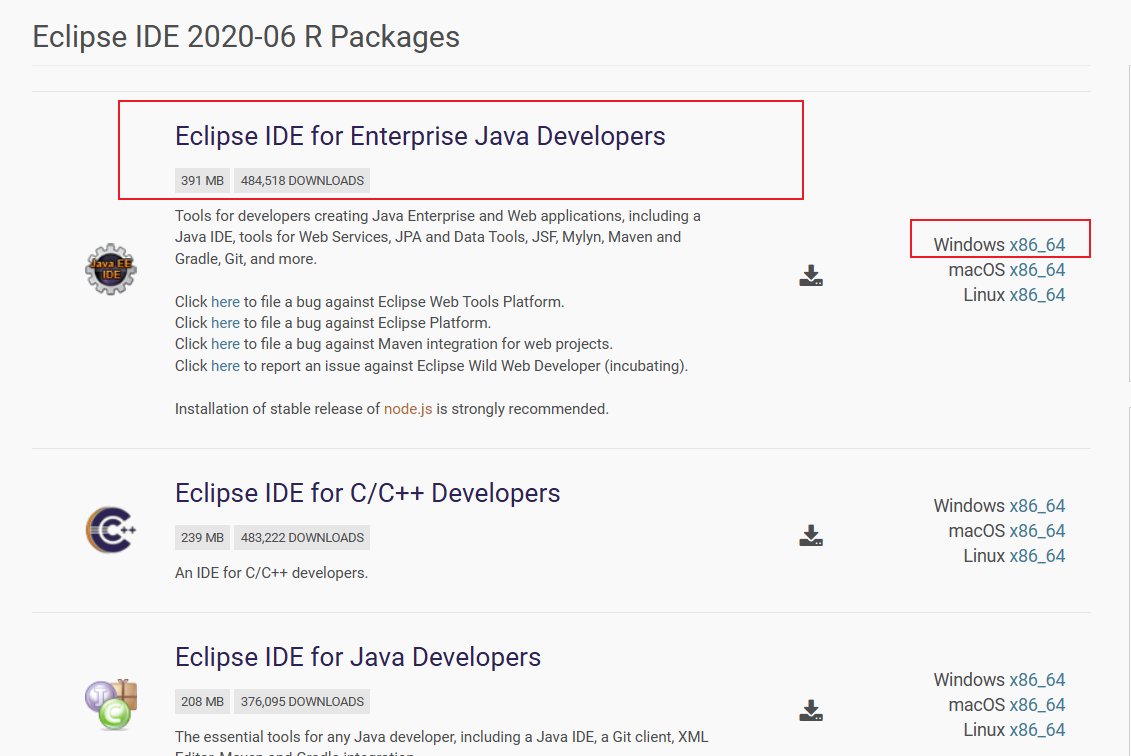 Eclipse IDE 2020-06 R Packages
Eclipse IDE for Enterprise Java Developers
391 MB 484,518 DOWNLOADS
Tools for developers creating Java Enterprise and Web applications, including a
Java IDE, tools for Web Services, JPA and Data Tools, JSF, Mylyn, Maven and
Gradle, Git, and more.
Click here to file a bug against Eclipse Web Tools Platform.
Click here to file a bug against Eclipse Platform.
Click here to file a bug against Maven integration for web projects.
Click here to report an issue against Eclipse Wild Web Developer (incubating).
Installation of stable release of node.js is strongly recommended.
Java EE
IDE
Windows x86_64
macOS x86_64
Linux x86_64
Eclipse IDE for C/C++ Developers
239 MB 483,222 DOWNLOADS
An IDE for C/C++ developers.
C++
Windows x86_64
macOS x86_64
Linux x86_64
Eclipse IDE for Java Developers
208 MB 376,095 DOWNLOADS
The essential tools for any Java developer, including a Java IDE, a Git client, XML
Editor, Maven and Gradle integration
J
C
Windows x86_64
macOS x86_64
Linux x86_64